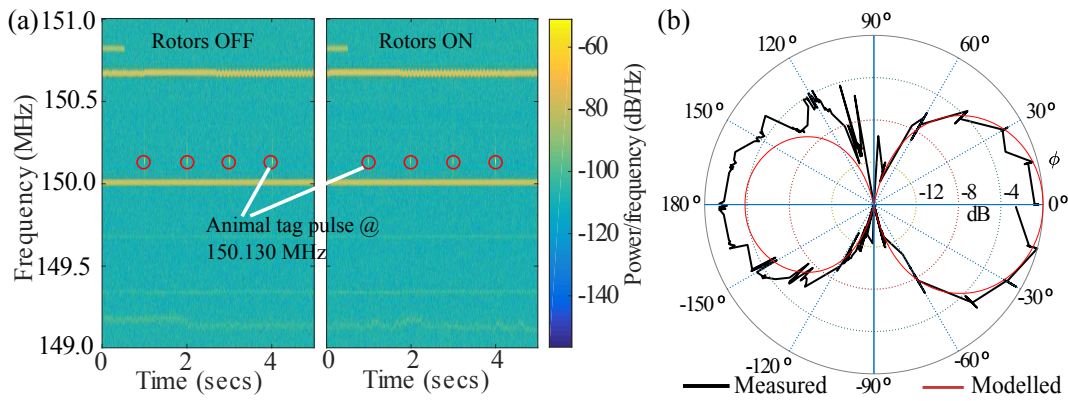 (a)
151.0
150.5
150.0
149.5
149.0
Frequency (MHz)
Rotors OFF
Rotors ON
Animal tag pulse @
150.130 MHz
0 2 4
0 2 4
Time (secs)
Time (secs)
-60
-80
-100
-120
-140
Power/frequency (dB/Hz)
(b)
90°
120° 60°
150° 30°
ϕ
180° -12 -8 -4 0°
dB
-150° -30°
-120° -60°
-90°
Measured Modelled